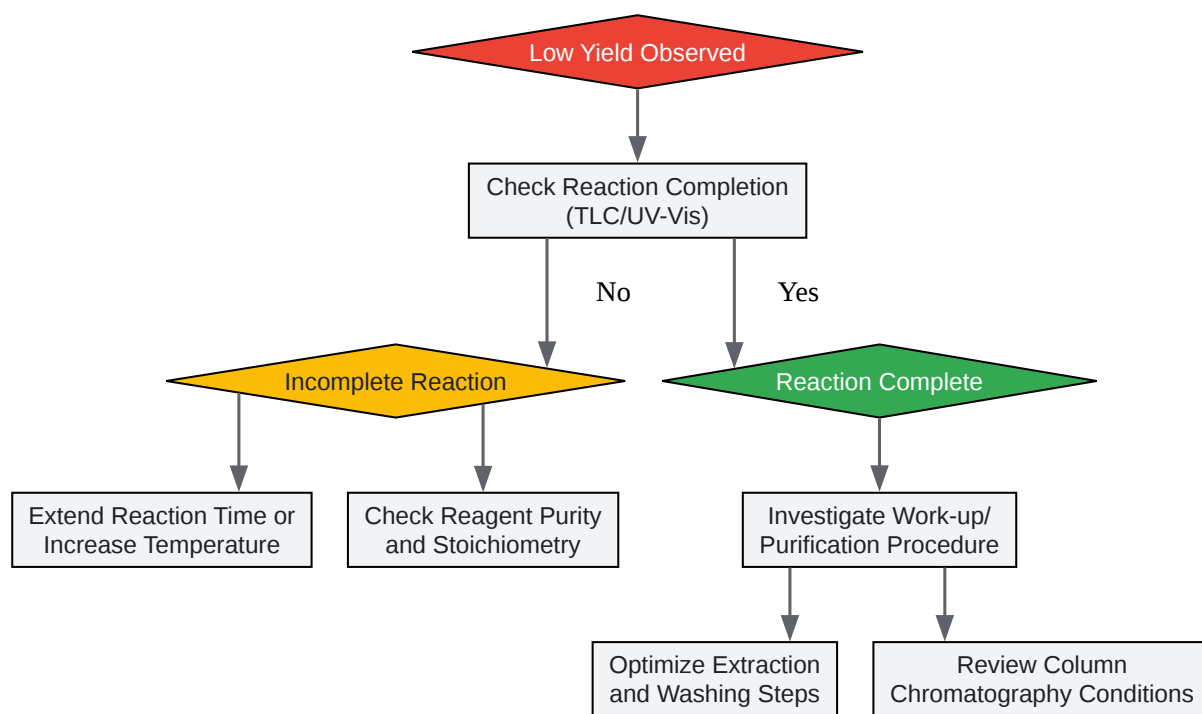 Low Yield Observed
Check Reaction Completion
(TLC/UV-Vis)
No
Yes
Incomplete Reaction
Reaction Complete
Extend Reaction Time or
Increase Temperature
Check Reagent Purity
and Stoichiometry
Investigate Work-up/
Purification Procedure
Optimize Extraction
and Washing Steps
Review Column
Chromatography Conditions